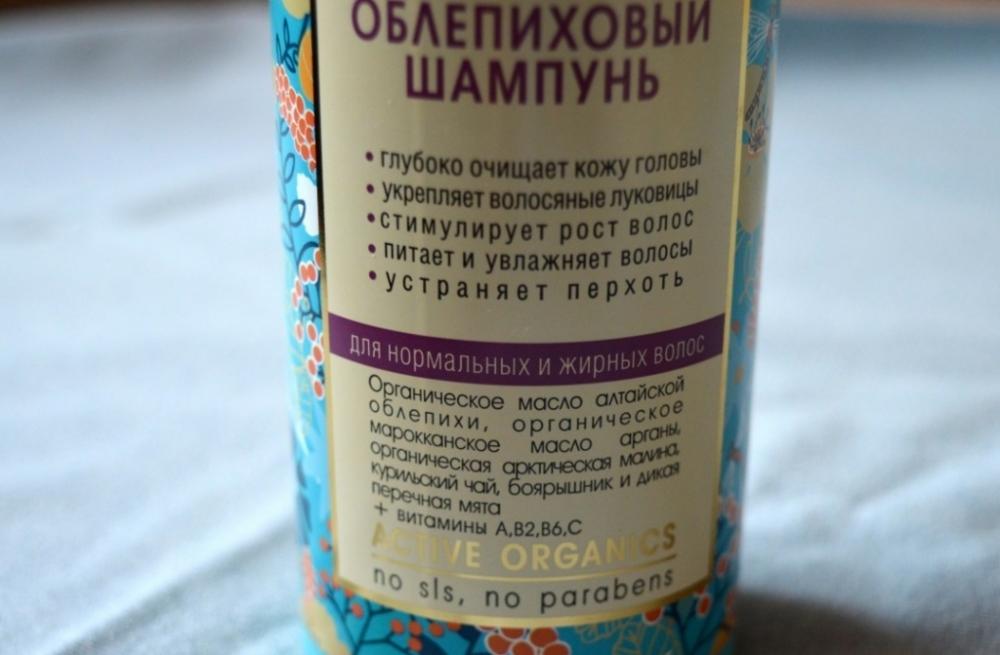 ОБЛЕПИХОВЫЙ
ШАМПУНЬ
• глубоко очищает кожу головы
• укрепляет волосяные луковицы
• стимулирует рост волос
• питает и увлажняет волосы
• устраняет перхоть
для нормальных и жирных волос
Органическое масло алтайской
облепихи, органическое
марокканское масло арганы,
органическая арктическая малина,
курильский чай, боярышник и дикая
перечная мята
+ витамины А,В2,В6,С
ACTIVE ORGANICS
no sls, no parabens